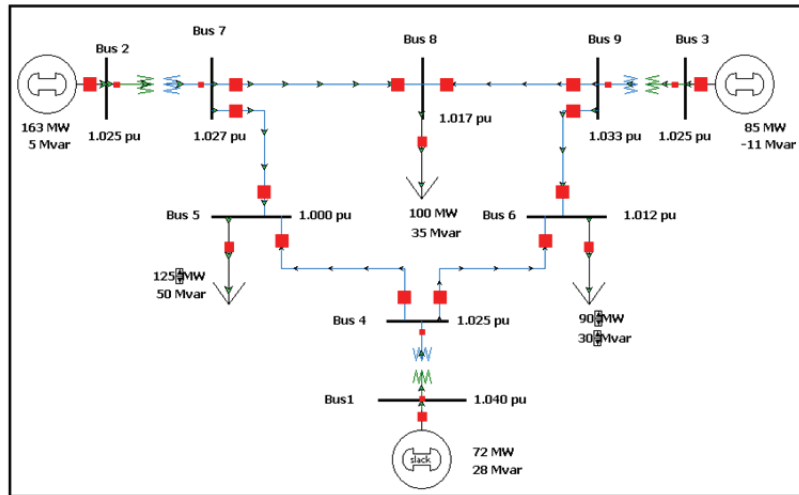 Bus 2
Bus 7
Bus 8
Bus 9
Bus 3
163 MW
5 Mvar
1.025 pu
1.027 pu
1.017 pu
1.033 pu
1.025 pu
85 MW
-11 Mvar
Bus 5
1.000 pu
100 MW
35 Mvar
Bus 6
1.012 pu
125 MW
50 Mvar
Bus 4
1.025 pu
90 MW
30 Mvar
Bus1
1.040 pu
slack
72 MW
28 Mvar